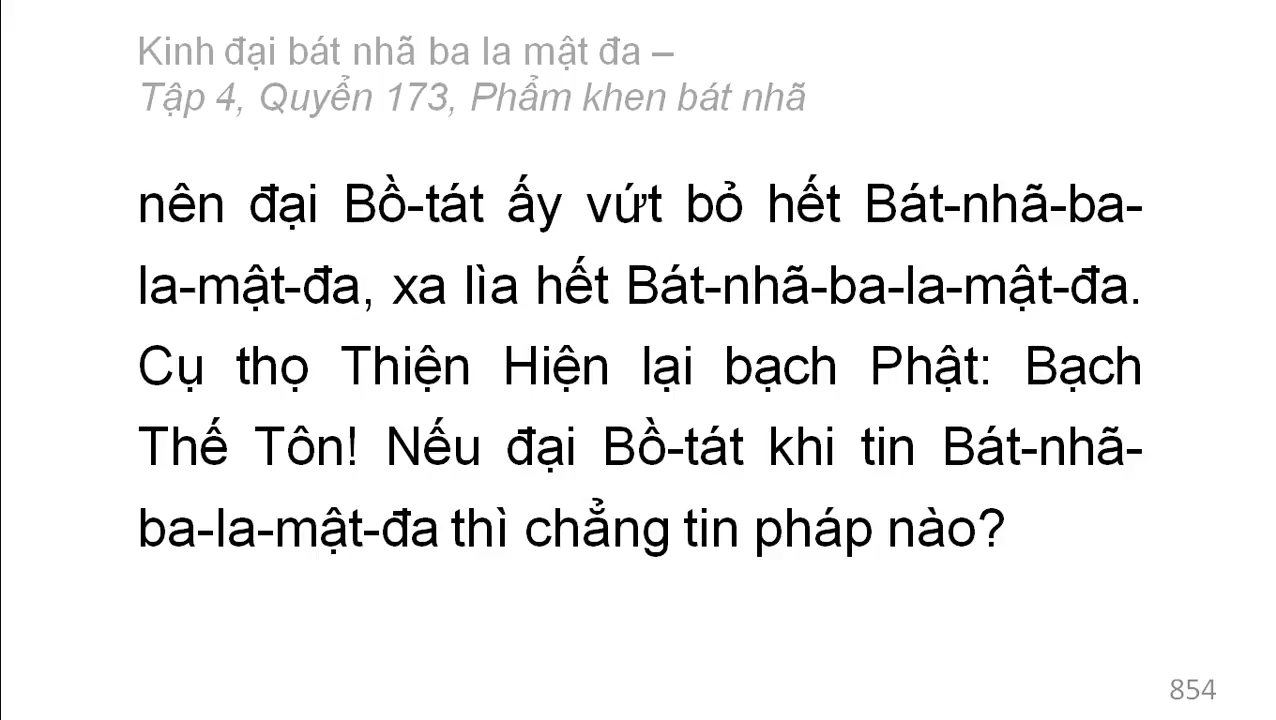 Kinh đại bát nhã ba la mật đa –
Tập 4, Quyển 173, Phẩm khen bát nhã
nên đại Bồ-tát ấy vứt bỏ hết Bát-nhã-ba-
la-mật-đa, xa lìa hết Bát-nhã-ba-la-mật-đa.
Cụ thọ Thiện Hiện lại bạch Phật: Bạch
Thế Tôn! Nếu đại Bồ-tát khi tin Bát-nhã-
ba-la-mật-đa thì chẳng tin pháp nào?
854